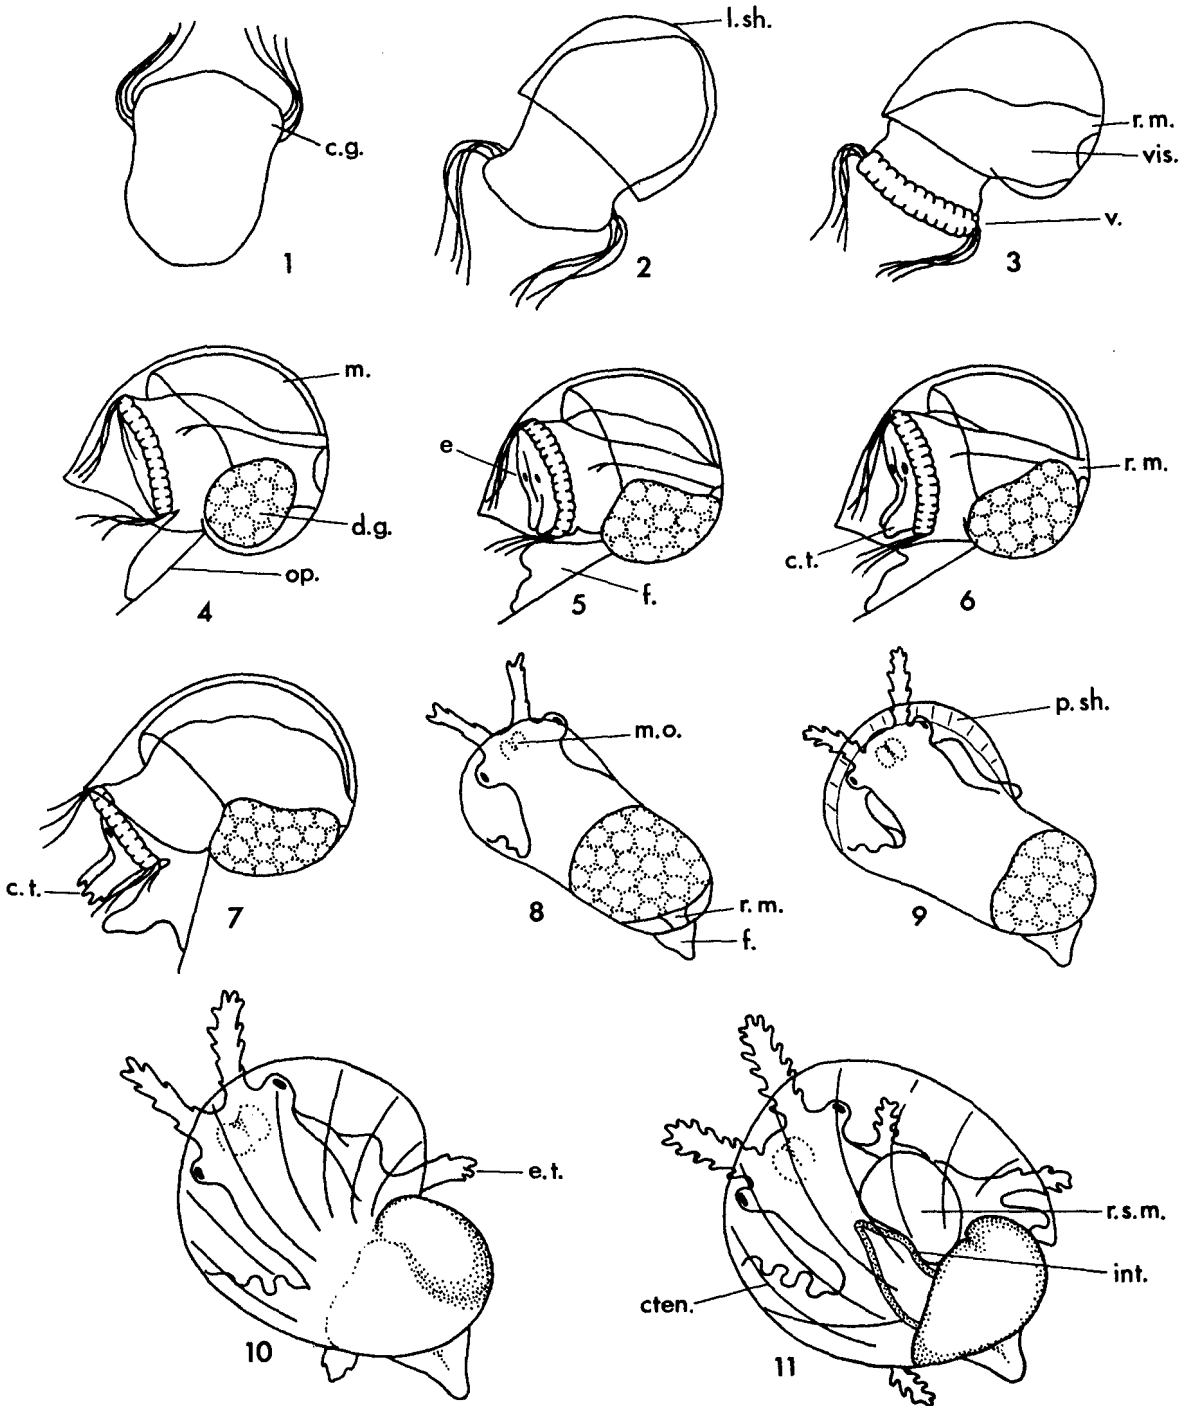 l.sh.
c.g.
r.m.
vis.
v.
1
2
3
m.
e
r.m.
d.g.
c.t.
op.
f.
4
5
6
p.sh.
m.o.
c.t.
r.m.
f.
7
8
9
e.t.
r.s.m.
int.
cten.
10
11